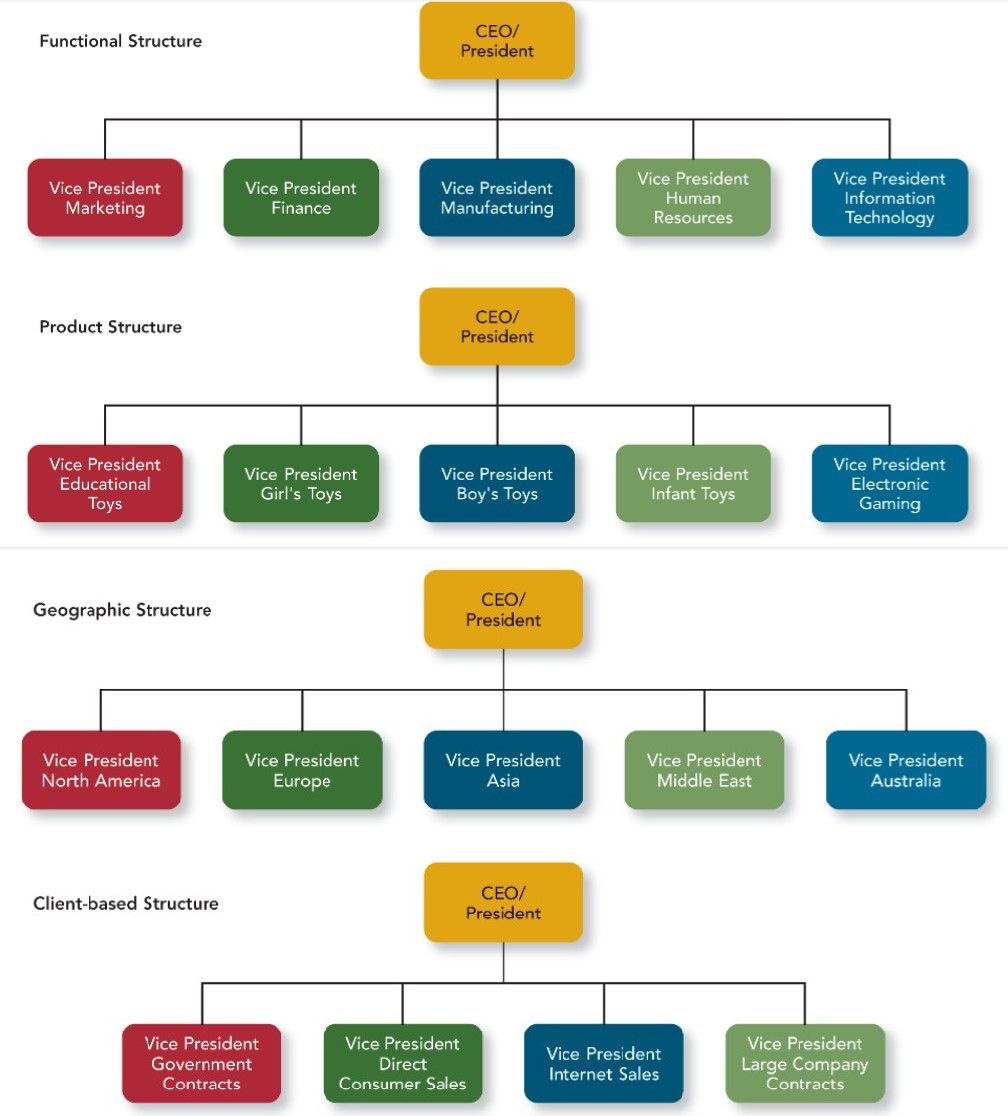 Functional Structure
CEO/
President
Vice President
Marketing
Vice President
Finance
Vice President
Manufacturing
Vice President
Human
Resources
Vice President
Information
Technology
Product Structure
CEO/
President
Vice President
Educational
Toys
Vice President
Girl's Toys
Vice President
Boy's Toys
Vice President
Infant Toys
Vice President
Electronic
Gaming
Geographic Structure
CEO/
President
Vice President
North America
Vice President
Europe
Vice President
Asia
Vice President
Middle East
Vice President
Australia
Client-based Structure
CEO/
President
Vice President
Government
Contracts
Vice President
Direct
Consumer Sales
Vice President
Internet Sales
Vice President
Large Company
Contracts